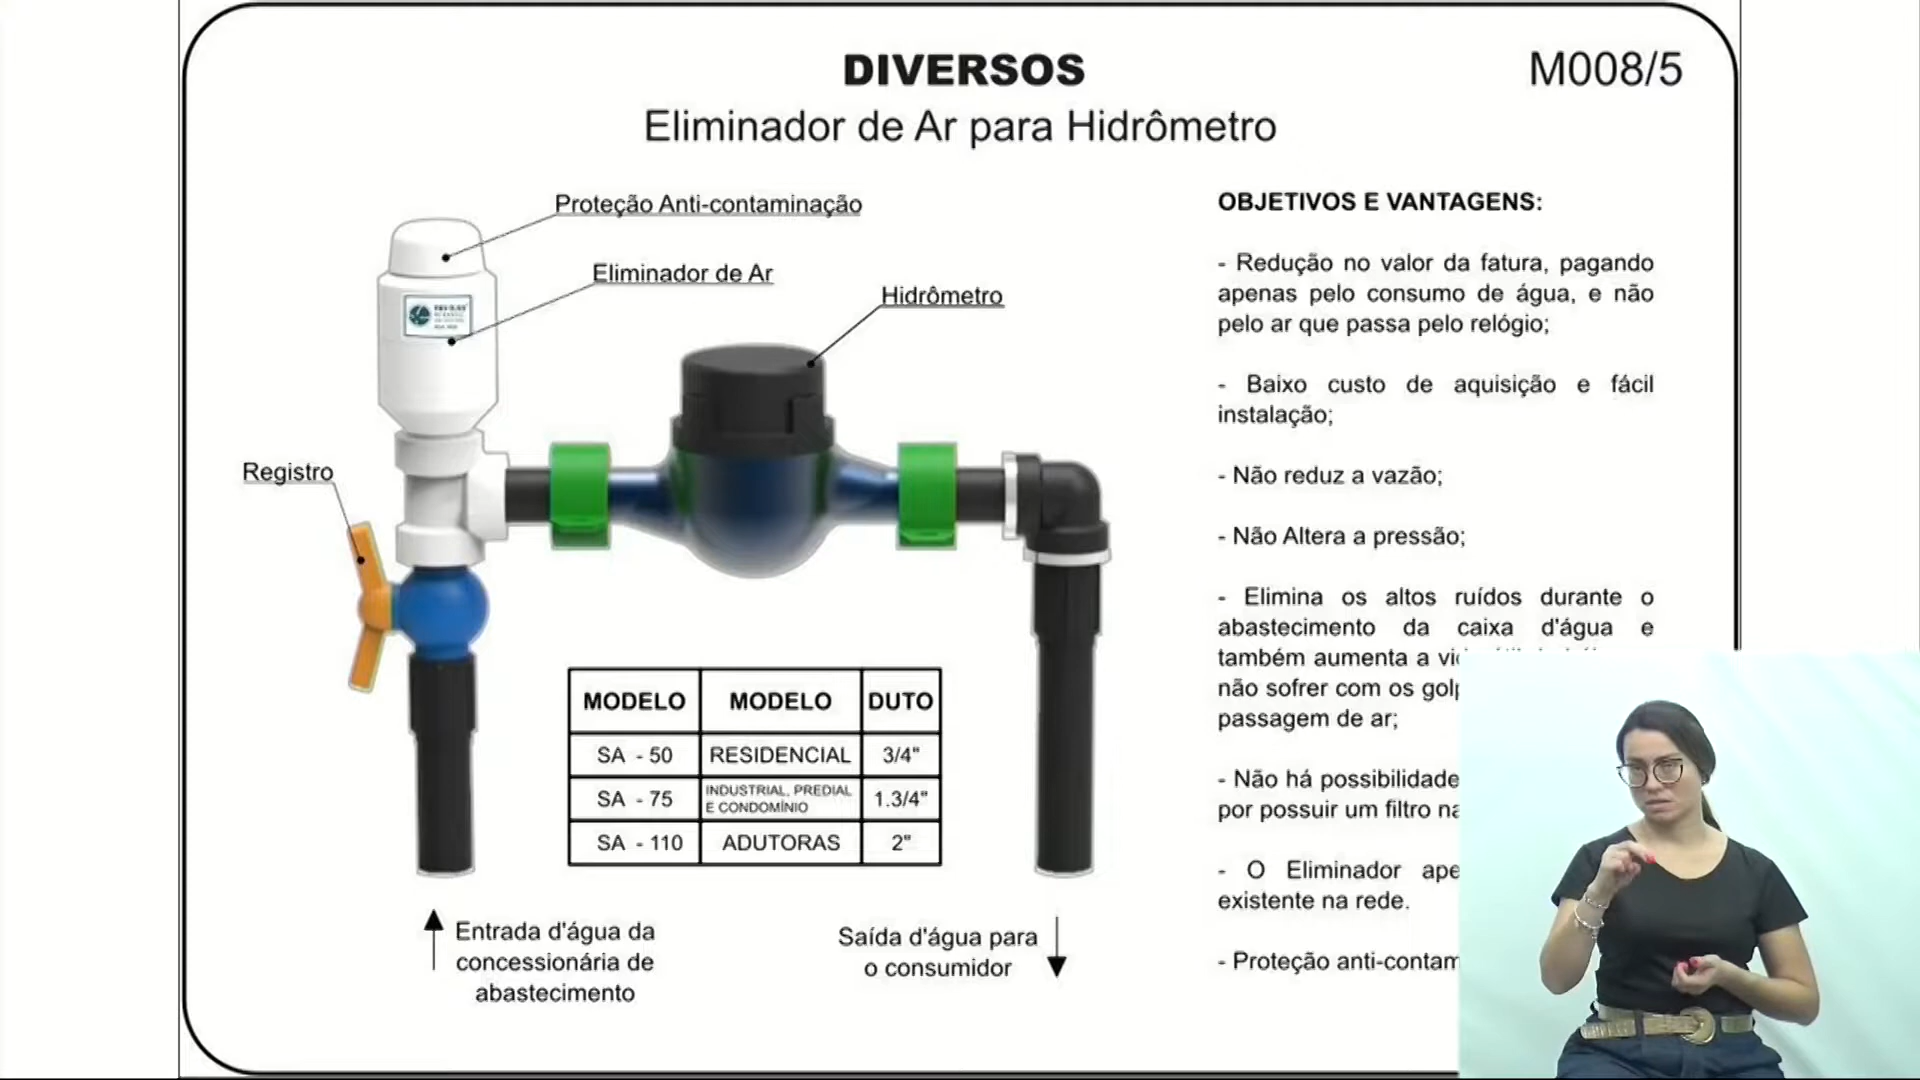 DIVERSOS
M008/5
Eliminador de Ar para Hidrômetro
Proteção Anti-contaminação
Eliminador de Ar
Hidrômetro
Registro
MODELO MODELO DUTO
SA - 50 RESIDENCIAL 3/4"
SA - 75 INDUSTRIAL, PREDIAL E CONDOMÍNIO 1.3/4"
SA - 110 ADUTORAS 2"
Entrada d'água da
concessionária de
abastecimento
Saída d'água para
o consumidor
OBJETIVOS E VANTAGENS:
- Redução no valor da fatura, pagando
apenas pelo consumo de água, e não
pelo ar que passa pelo relógio;
- Baixo custo de aquisição e fácil
instalação;
- Não reduz a vazão;
- Não Altera a pressão;
- Elimina os altos ruídos durante o
abastecimento da caixa d'água e
também aumenta a
não sofrer com os
passagem de ar;
- Não há possibilidade
por possuir um filtro
- O Eliminador
existente na rede.
- Proteção